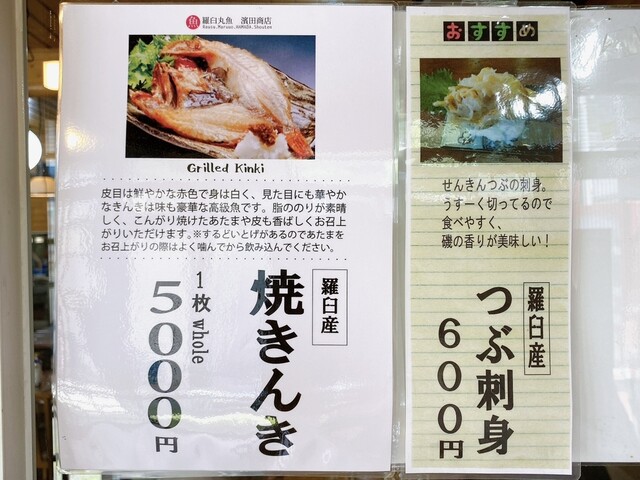 魚 羅臼丸魚 濱田商店
Rausu.Maruuo.HAMADA.Shouten
Grilled Kinki
皮目は鮮やかな赤色で身は白く、見た目にも華やか
なきんきは味も豪華な高級魚です。脂ののりが素晴
しく、こんがり焼けたあたまや皮も香ばしくお召上
がりいただけます。※するどいとげがあるのであたまを
お召上がりの際はよく噛んでから飲み込んでください。
羅臼産
焼きんき
1枚 whole
5000円
おすすめ
せんきんつぶの刺身。
うすーく切ってるので
食べやすく、
磯の香りが美味しい!
羅臼産
つぶ刺身
600円